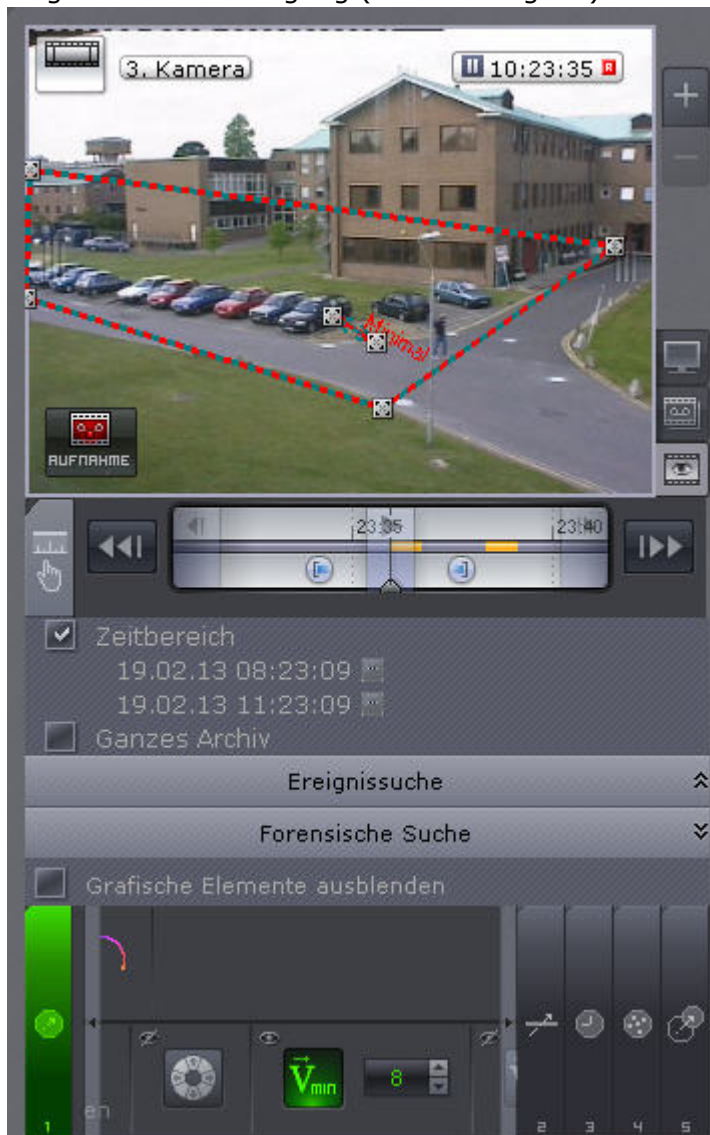 3. Kamera
10:23:35 R
Minimal
AUFNAHME
23:35
23:40
Zeitbereich
19.02.13 08:23:09
19.02.13 11:23:09
Ganzes Archiv
Ereignissuche
Forensische Suche
Grafische Elemente ausblenden
Vmin
8
en
1
2
3
4
5